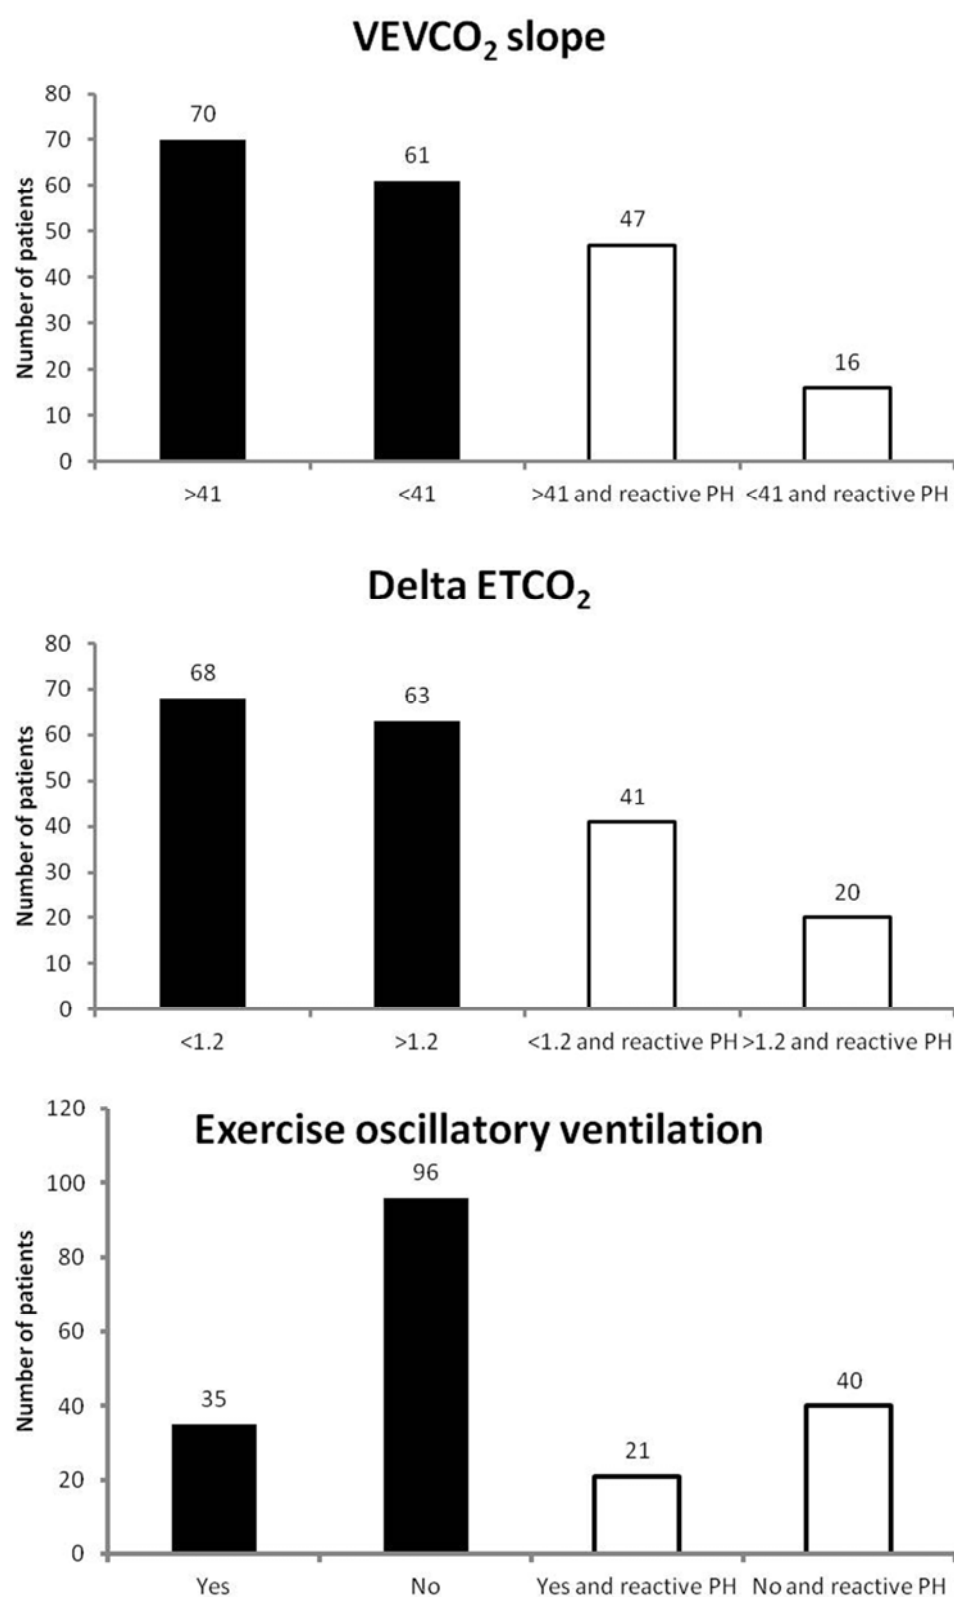 VEVCO₂ slope
Number of patients
80
70
60
50
40
30
20
10
0
70
61
47
16
>41
<41
>41 and reactive PH
<41 and reactive PH
Delta ETCO₂
Number of patients
80
70
60
50
40
30
20
10
0
68
63
41
20
<1.2
>1.2
<1.2 and reactive PH
>1.2 and reactive PH
Exercise oscillatory ventilation
Number of patients
120
100
80
60
40
20
0
35
96
21
40
Yes
No
Yes and reactive PH
No and reactive PH